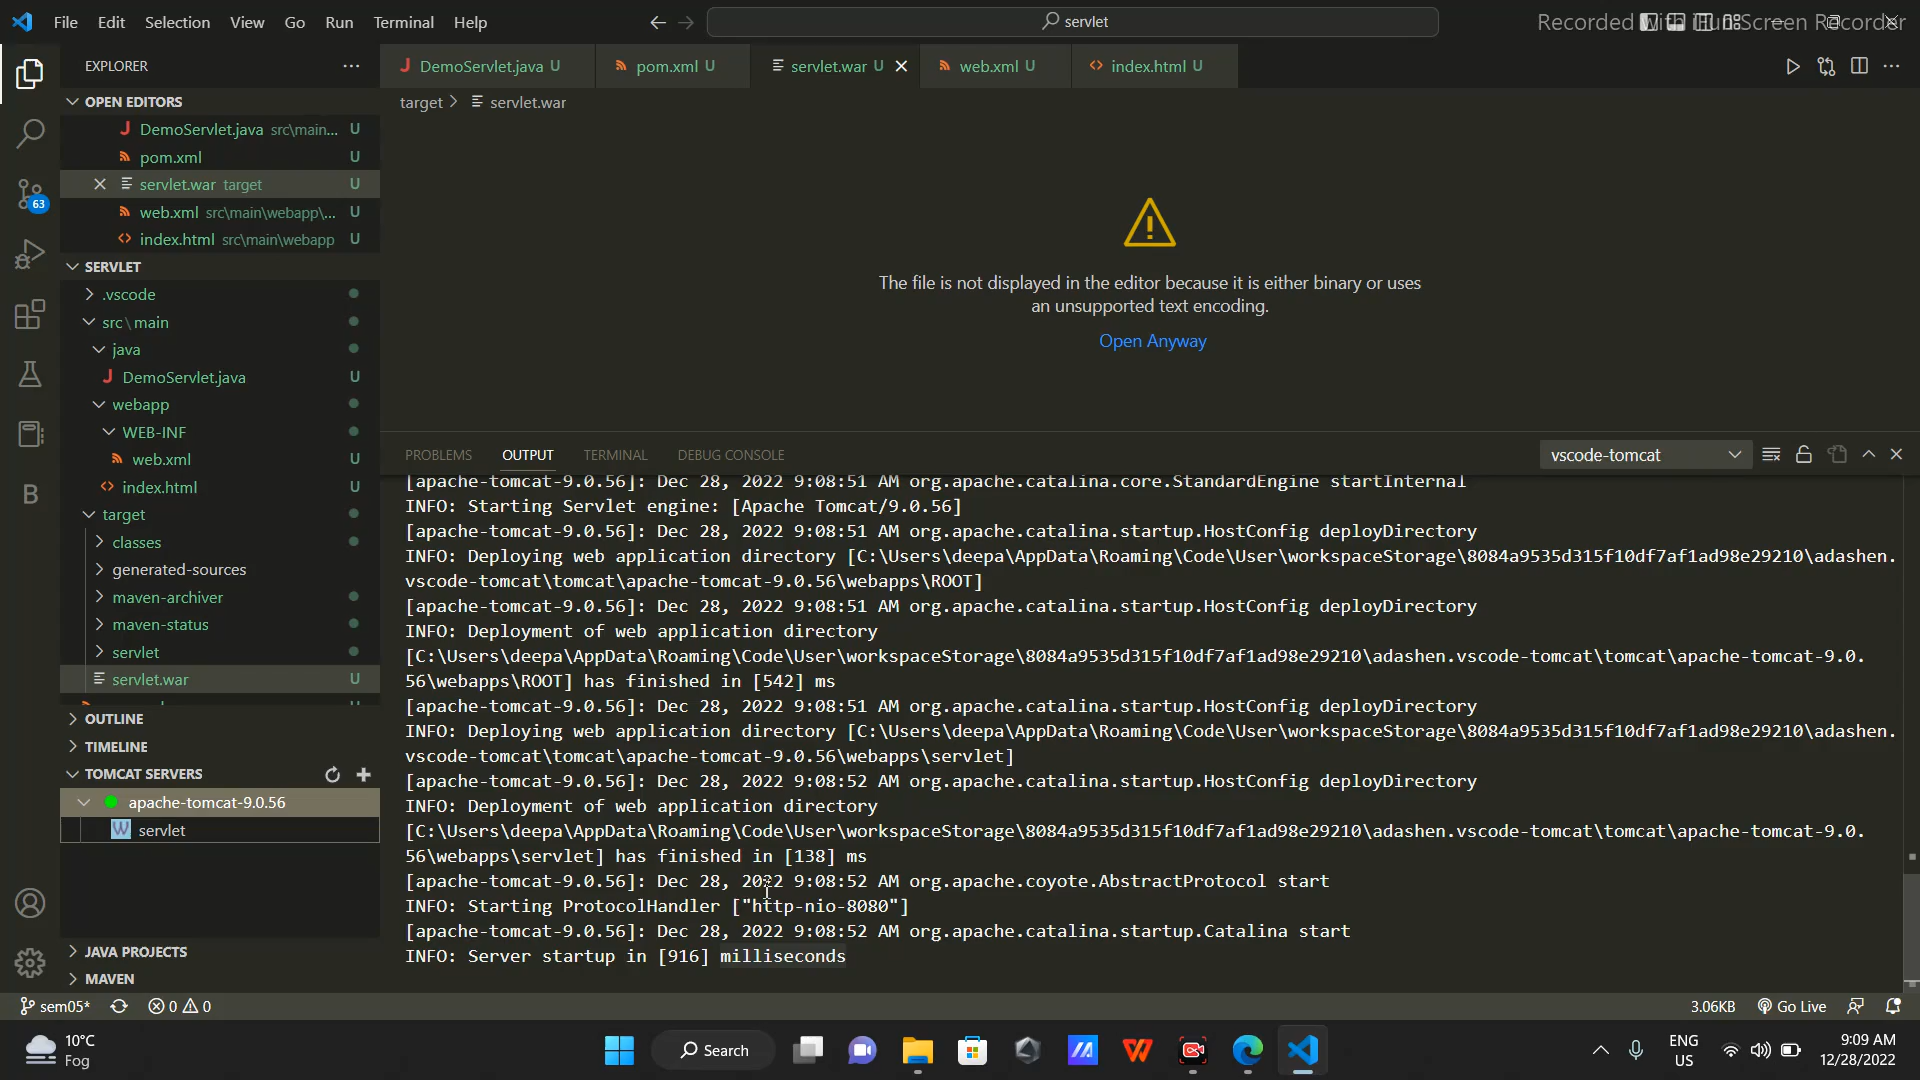 File Edit Selection View Go Run Terminal Help
servlet
Recorded With iFun Screen Recorder
EXPLORER
DemoServlet.java U
pom.xml U
servlet.war U
web.xml U
index.html U
OPEN EDITORS
target > servlet.war
DemoServlet.java src\main... U
pom.xml U
servlet.war target U
web.xml src\main\webapp\... U
index.html src\main\webapp U
The file is not displayed in the editor because it is either binary or uses
an unsupported text encoding.
Open Anyway
63
SERVLET
.vscode
src\main
java
DemoServlet.java U
webapp
WEB-INF
web.xml U
index.html U
target
classes
generated-sources
maven-archiver
maven-status
servlet
servlet.war U
OUTLINE
TIMELINE
TOMCAT SERVERS
apache-tomcat-9.0.56
servlet
JAVA PROJECTS
MAVEN
PROBLEMS OUTPUT TERMINAL DEBUG CONSOLE
vscode-tomcat
[apache-tomcat-9.0.56]: Dec 28, 2022 9:08:51 AM org.apache.catalina.core.StandardEngine startInternal
INFO: Starting Servlet engine: [Apache Tomcat/9.0.56]
[apache-tomcat-9.0.56]: Dec 28, 2022 9:08:51 AM org.apache.catalina.startup.HostConfig deployDirectory
INFO: Deploying web application directory [C:\Users\deepa\AppData\Roaming\Code\User\workspaceStorage\8084a9535d315f10df7af1ad98e29210\adashen.
vscode-tomcat\tomcat\apache-tomcat-9.0.56\webapps\ROOT]
[apache-tomcat-9.0.56]: Dec 28, 2022 9:08:51 AM org.apache.catalina.startup.HostConfig deployDirectory
INFO: Deployment of web application directory
[C:\Users\deepa\AppData\Roaming\Code\User\workspaceStorage\8084a9535d315f10df7af1ad98e29210\adashen.vscode-tomcat\tomcat\apache-tomcat-9.0.
56\webapps\ROOT] has finished in [542] ms
[apache-tomcat-9.0.56]: Dec 28, 2022 9:08:51 AM org.apache.catalina.startup.HostConfig deployDirectory
INFO: Deploying web application directory [C:\Users\deepa\AppData\Roaming\Code\User\workspaceStorage\8084a9535d315f10df7af1ad98e29210\adashen.
vscode-tomcat\tomcat\apache-tomcat-9.0.56\webapps\servlet]
[apache-tomcat-9.0.56]: Dec 28, 2022 9:08:52 AM org.apache.catalina.startup.HostConfig deployDirectory
INFO: Deployment of web application directory
[C:\Users\deepa\AppData\Roaming\Code\User\workspaceStorage\8084a9535d315f10df7af1ad98e29210\adashen.vscode-tomcat\tomcat\apache-tomcat-9.0.
56\webapps\servlet] has finished in [138] ms
[apache-tomcat-9.0.56]: Dec 28, 2022 9:08:52 AM org.apache.coyote.AbstractProtocol start
INFO: Starting ProtocolHandler ["http-nio-8080"]
[apache-tomcat-9.0.56]: Dec 28, 2022 9:08:52 AM org.apache.catalina.startup.Catalina start
INFO: Server startup in [916] milliseconds
sem05* 0 0
3.06KB Go Live
10°C
Fog
Search
ENG
US
9:09 AM
12/28/2022